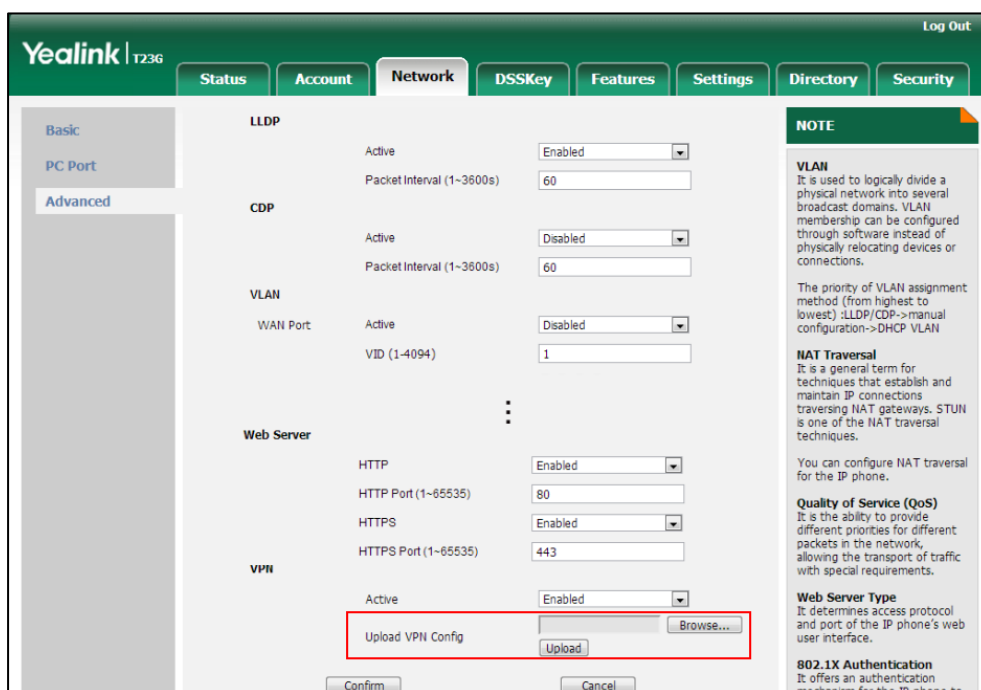 Log Out
Yealink | T23G
Status Account Network DSSKey Features Settings Directory Security
Basic
PC Port
Advanced
LLDP
Active Enabled
Packet Interval (1~3600s) 60
CDP
Active Disabled
Packet Interval (1~3600s) 60
VLAN
WAN Port Active Disabled
VID (1-4094) 1
Web Server
HTTP Enabled
HTTP Port (1~65535) 80
HTTPS Enabled
HTTPS Port (1~65535) 443
VPN
Active Enabled
Upload VPN Config Browse...
Upload
Confirm Cancel
NOTE
VLAN
It is used to logically divide a
physical network into several
broadcast domains. VLAN
membership can be configured
through software instead of
physically relocating devices or
connections.
The priority of VLAN assignment
method (from highest to
lowest) :LLDP/CDP->manual
configuration->DHCP VLAN
NAT Traversal
It is a general term for
techniques that establish and
maintain IP connections
traversing NAT gateways. STUN
is one of the NAT traversal
techniques.
You can configure NAT traversal
for the IP phone.
Quality of Service (QoS)
It is the ability to provide
different priorities for different
packets in the network,
allowing the transport of traffic
with special requirements.
Web Server Type
It determines access protocol
and port of the IP phone's web
user interface.
802.1X Authentication
It offers an authentication
mechanism for the IP phone to